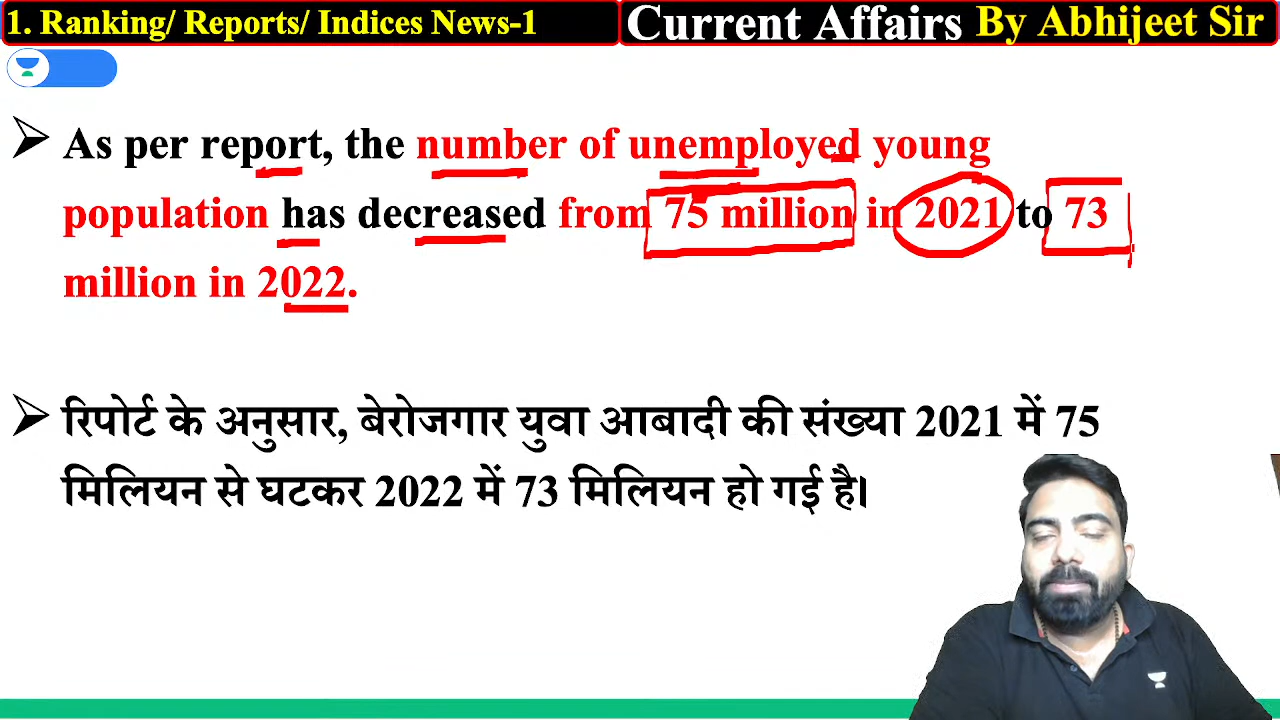 1. Ranking/ Reports/ Indices News-1
Current Affairs By Abhijeet Sir
As per report, the number of unemployed young
population has decreased from 75 million in 2021 to 73
million in 2022.
रिपोर्ट के अनुसार, बेरोजगार युवा आबादी की संख्या 2021 में 75
मिलियन से घटकर 2022 में 73 मिलियन हो गई है।